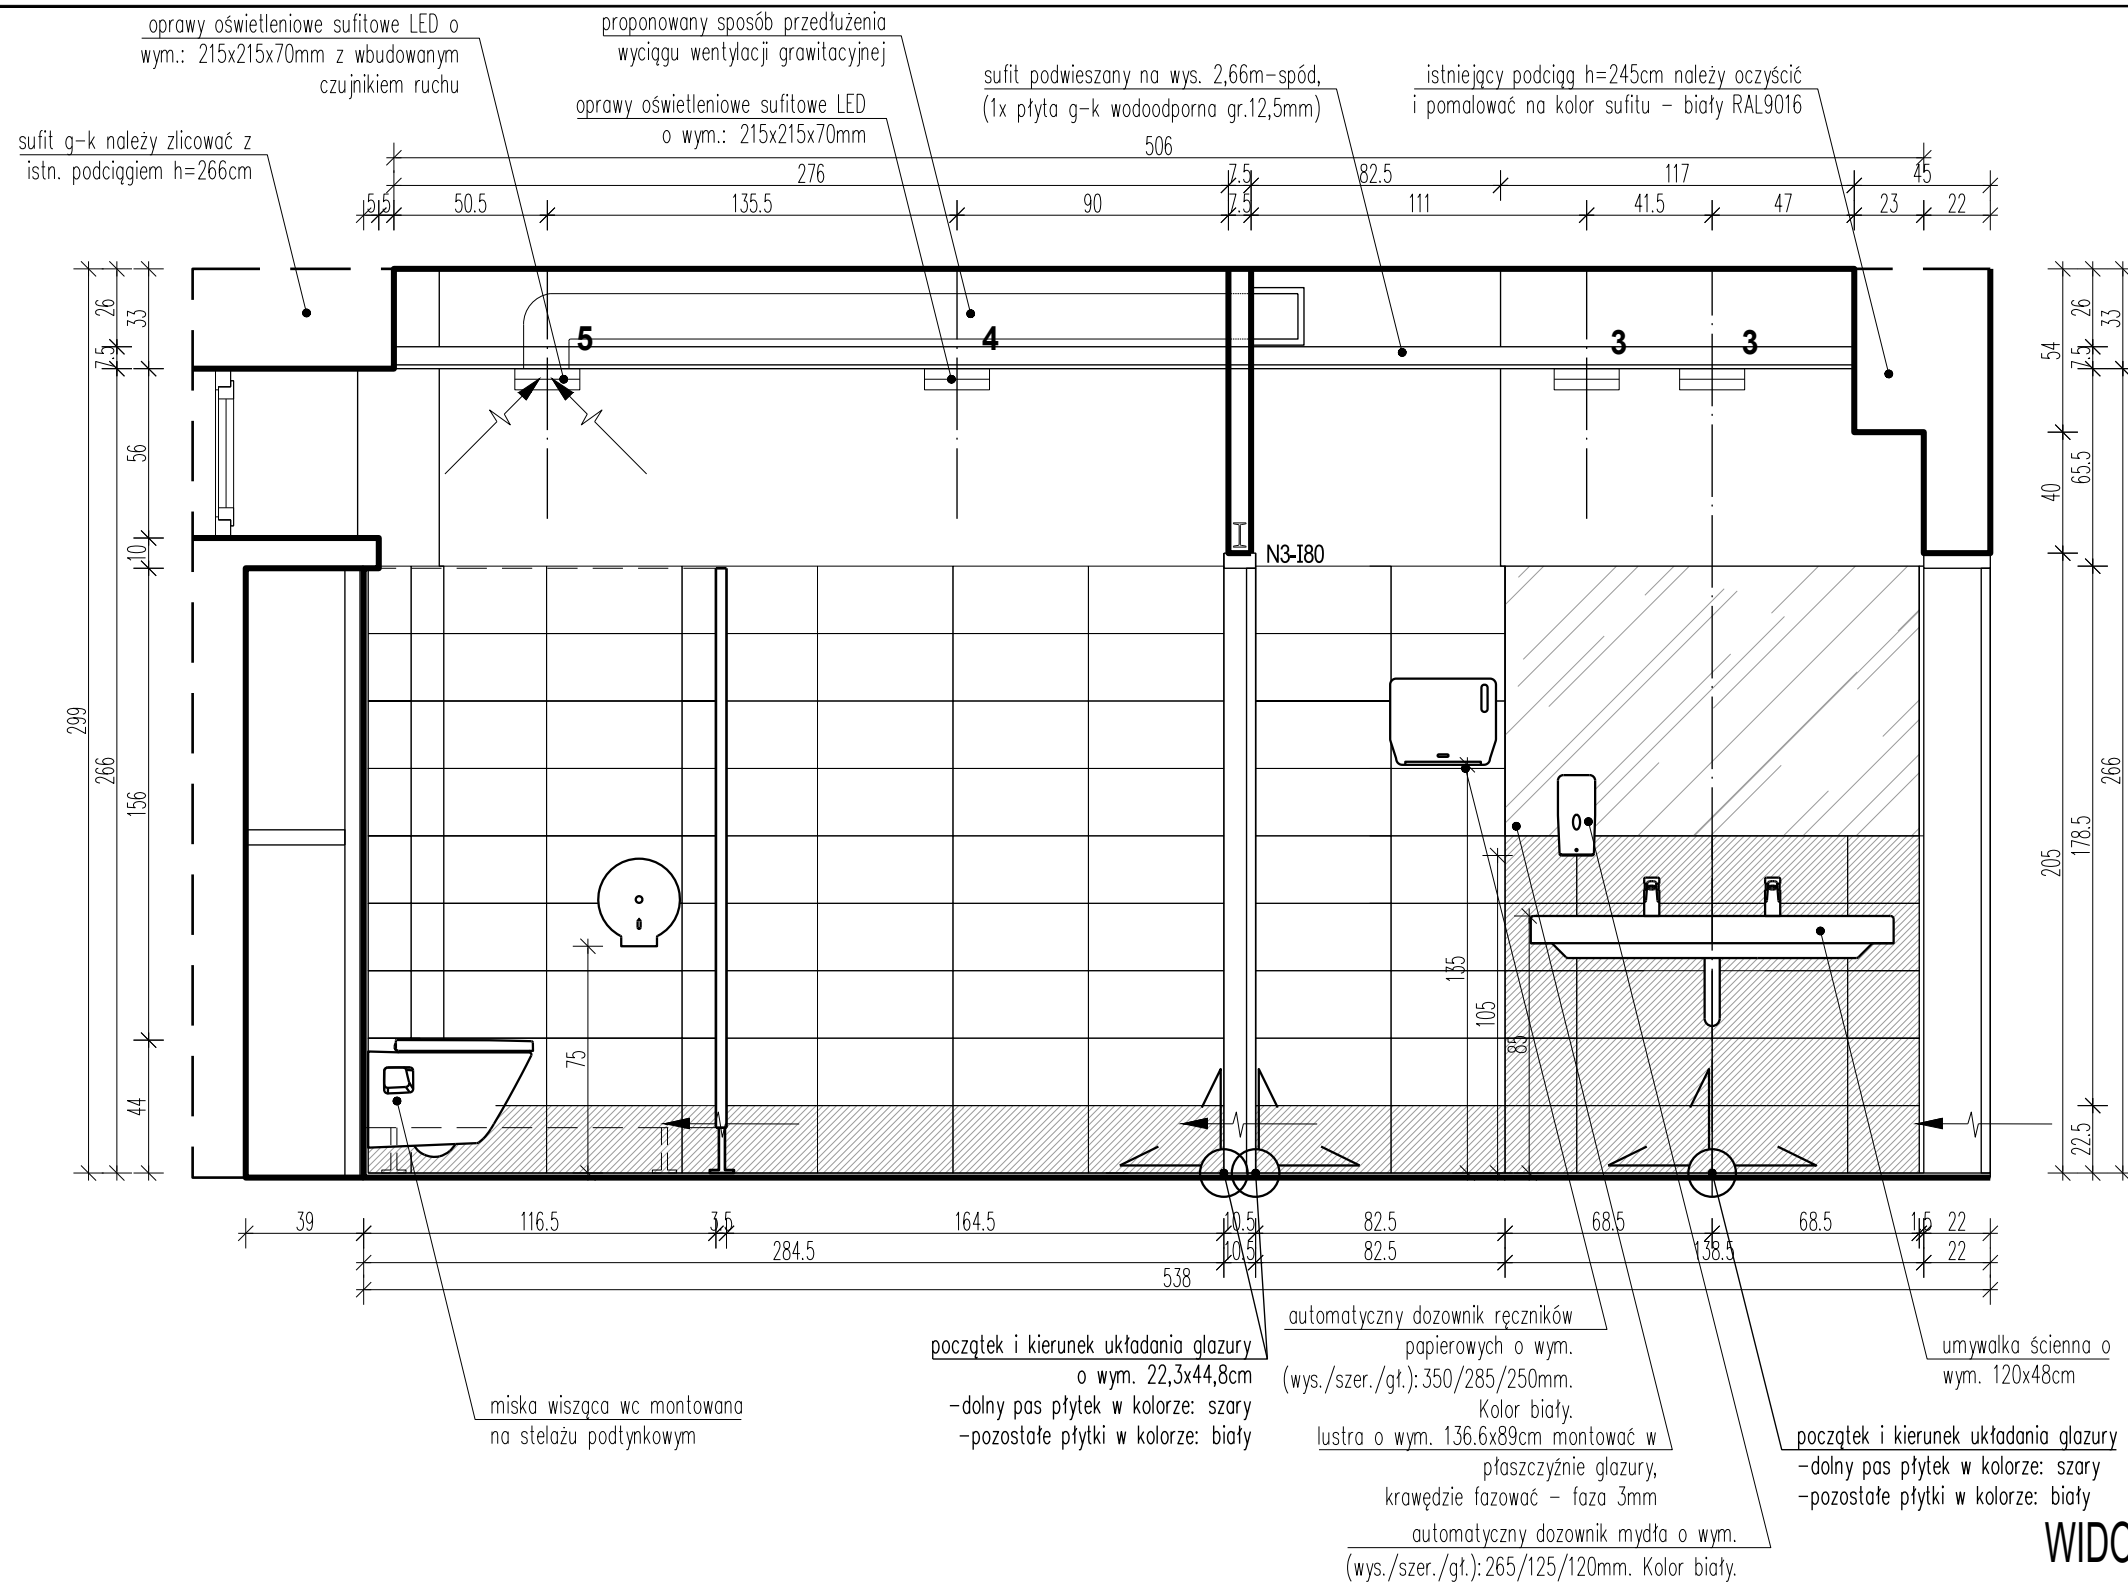 oprawy oświetleniowe sufitowe LED o
wym.: 215x215x70mm z wbudowanym
czujnikiem ruchu
proponowany sposób przedłużenia
wyciągu wentylacji grawitacyjnej
oprawy oświetleniowe sufitowe LED
o wym.: 215x215x70mm
sufit podwieszany na wys. 2,66m-spód,
(1x płyta g-k wodoodporna gr.12,5mm)
istniejący podciąg h=245cm należy oczyścić
i pomalować na kolor sufitu - biały RAL9016
sufit g-k należy zlicować z
istn. podciągiem h=266cm
506
276 7.5 82.5 117 45
5 5 50.5 135.5 90 7.5 111 41.5 47 23 22
299
26 7.5 266
33 56 10 156 44
5 4 3 3
N3-I80
75
135
105
85
54 40 205
26 7.5 65.5 178.5 22.5
33 266
39 116.5 3.5 164.5 10.5 82.5 68.5 68.5 1.5 22
284.5 10.5 82.5 138.5 22
538
miska wisząca wc montowana
na stelażu podtynkowym
początek i kierunek układania glazury
o wym. 22,3x44,8cm
-dolny pas płytek w kolorze: szary
-pozostałe płytki w kolorze: biały
automatyczny dozownik ręczników
papierowych o wym.
(wys./szer./gł.):350/285/250mm.
Kolor biały.
lustra o wym. 136.6x89cm montować w
płaszczyźnie glazury,
krawędzie fazować - faza 3mm
automatyczny dozownik mydła o wym.
(wys./szer./gł.):265/125/120mm. Kolor biały.
umywalka ścienna o
wym. 120x48cm
początek i kierunek układania glazury
-dolny pas płytek w kolorze: szary
-pozostałe płytki w kolorze: biały